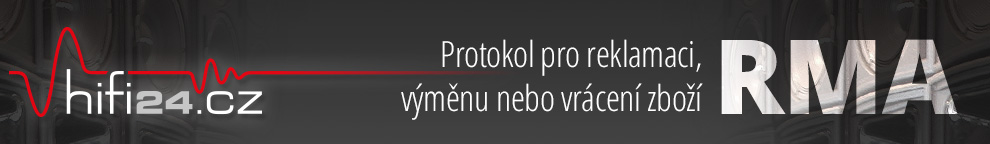 hifi24.cz
Protokol pro reklamaci,
výměnu nebo vrácení zboží
RMA